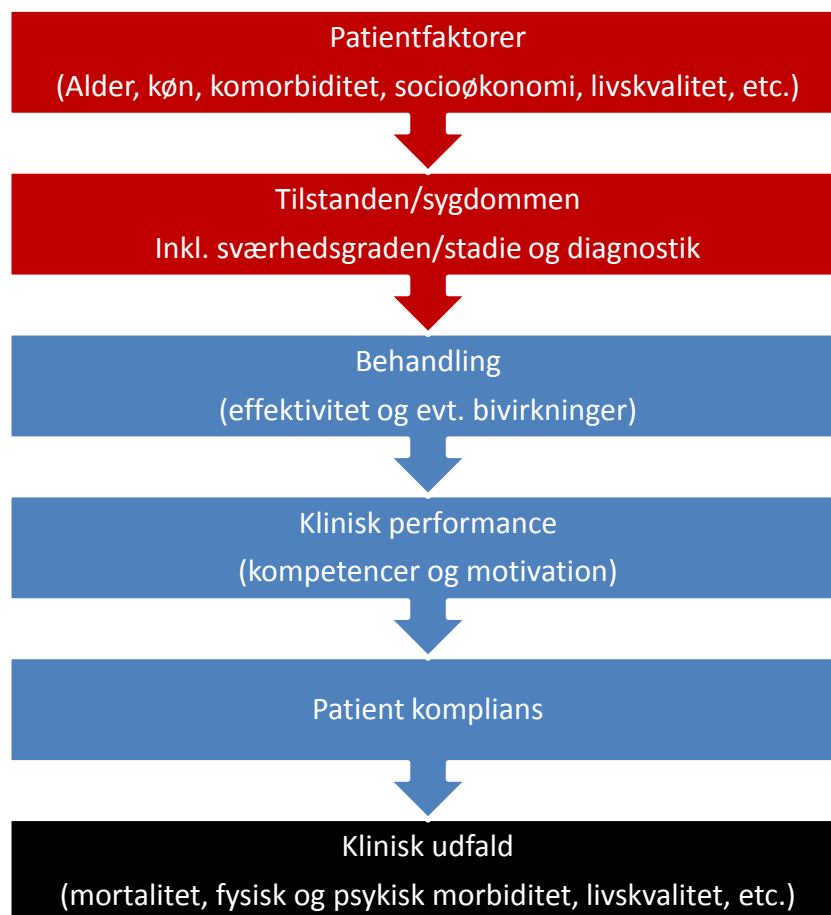 Patientfaktorer
(Alder, køn, komorbiditet, socioøkonomi, livskvalitet, etc.)
Tilstanden/sygdommen
Inkl. sværhedsgraden/stadie og diagnostik
Behandling
(effektivitet og evt. bivirkninger)
Klinisk performance
(kompetencer og motivation)
Patient komplians
Klinisk udfald
(mortalitet, fysisk og psykisk morbiditet, livskvalitet, etc.)